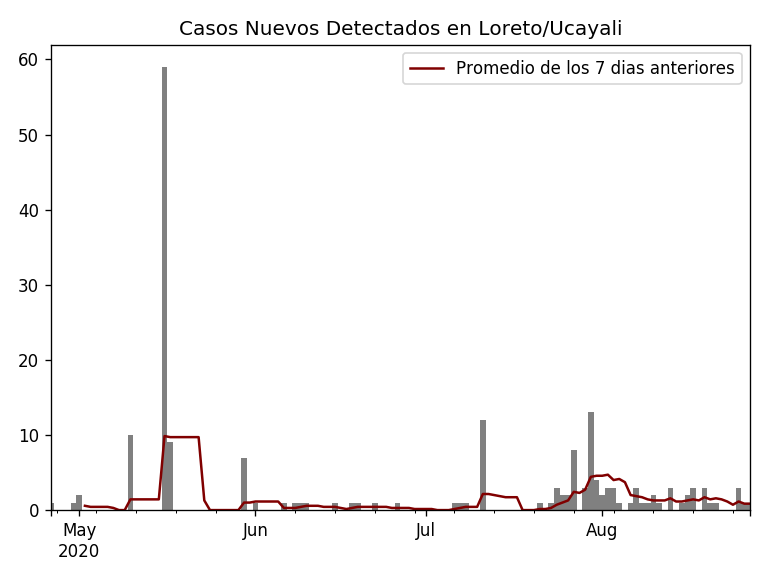 Casos Nuevos Detectados en Loreto/Ucayali
Promedio de los 7 dias anteriores
60
50
40
30
20
10
0
May
2020
Jun
Jul
Aug